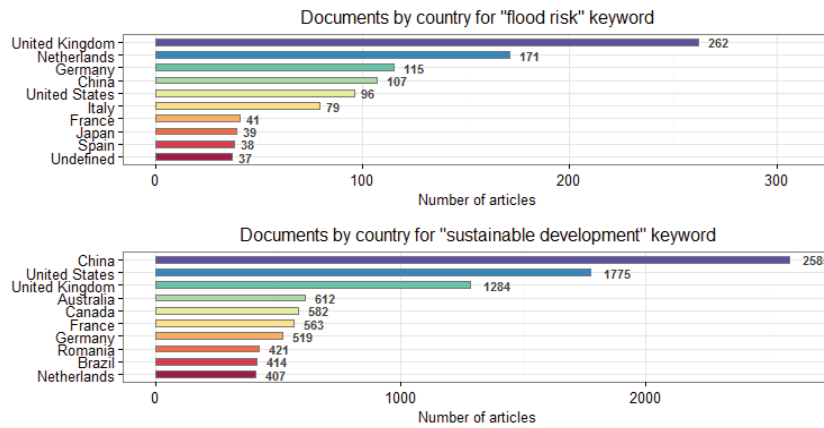 Documents by country for "flood risk" keyword
United Kingdom 262
Netherlands 171
Germany 115
China 107
United States 96
Italy 79
France 41
Japan 39
Spain 38
Undefined 37
0 100 200 300
Number of articles
Documents by country for "sustainable development" keyword
China
United States 1775
United Kingdom 1284
Australia 612
Canada 582
France 563
Germany 519
Romania 421
Brazil 414
Netherlands 407
0 1000 2000
Number of articles